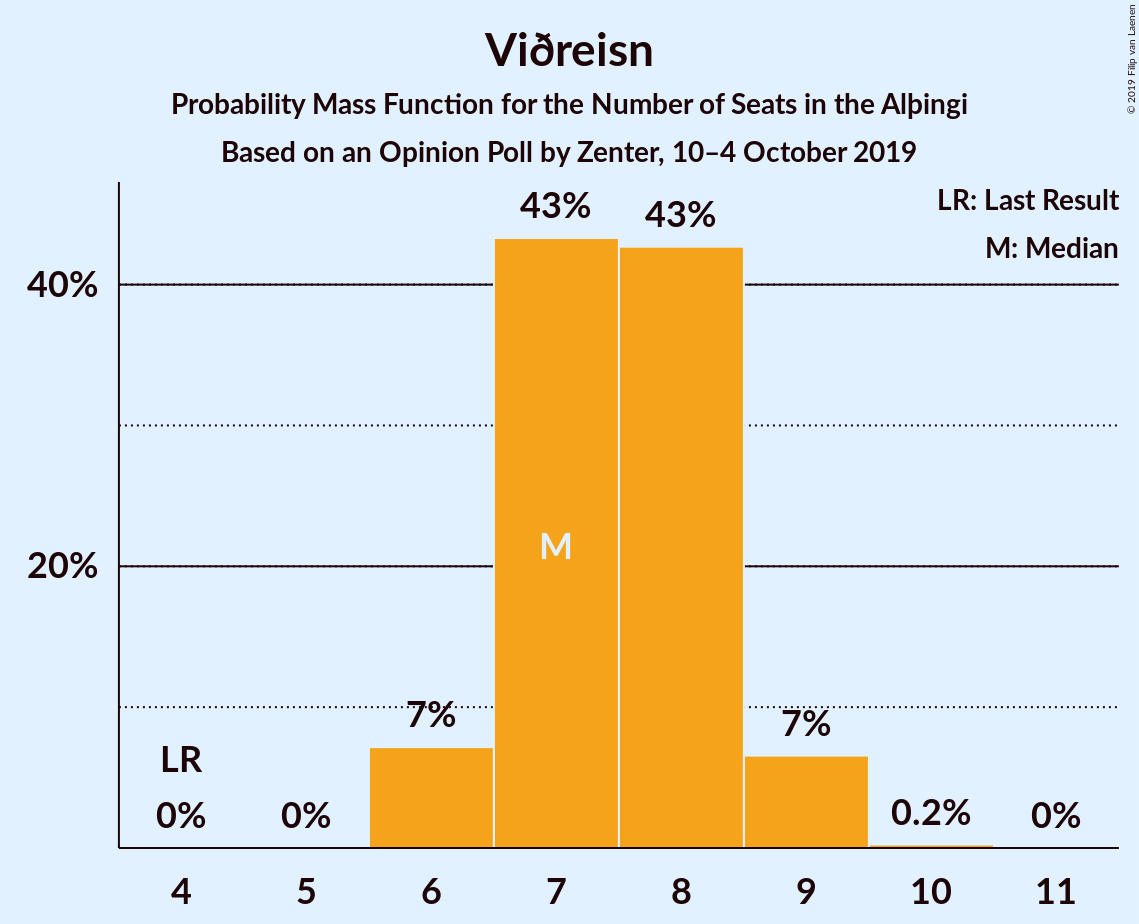 Viðreisn
Probability Mass Function for the Number of Seats in the Alþingi
Based on an Opinion Poll by Zenter, 10–4 October 2019
© 2019 Filip van Laenen
LR: Last Result
M: Median
43%
43%
40%
M
20%
7%
7%
LR
0%
0%
0.2%
0%
4
5
6
7
8
9
10
11